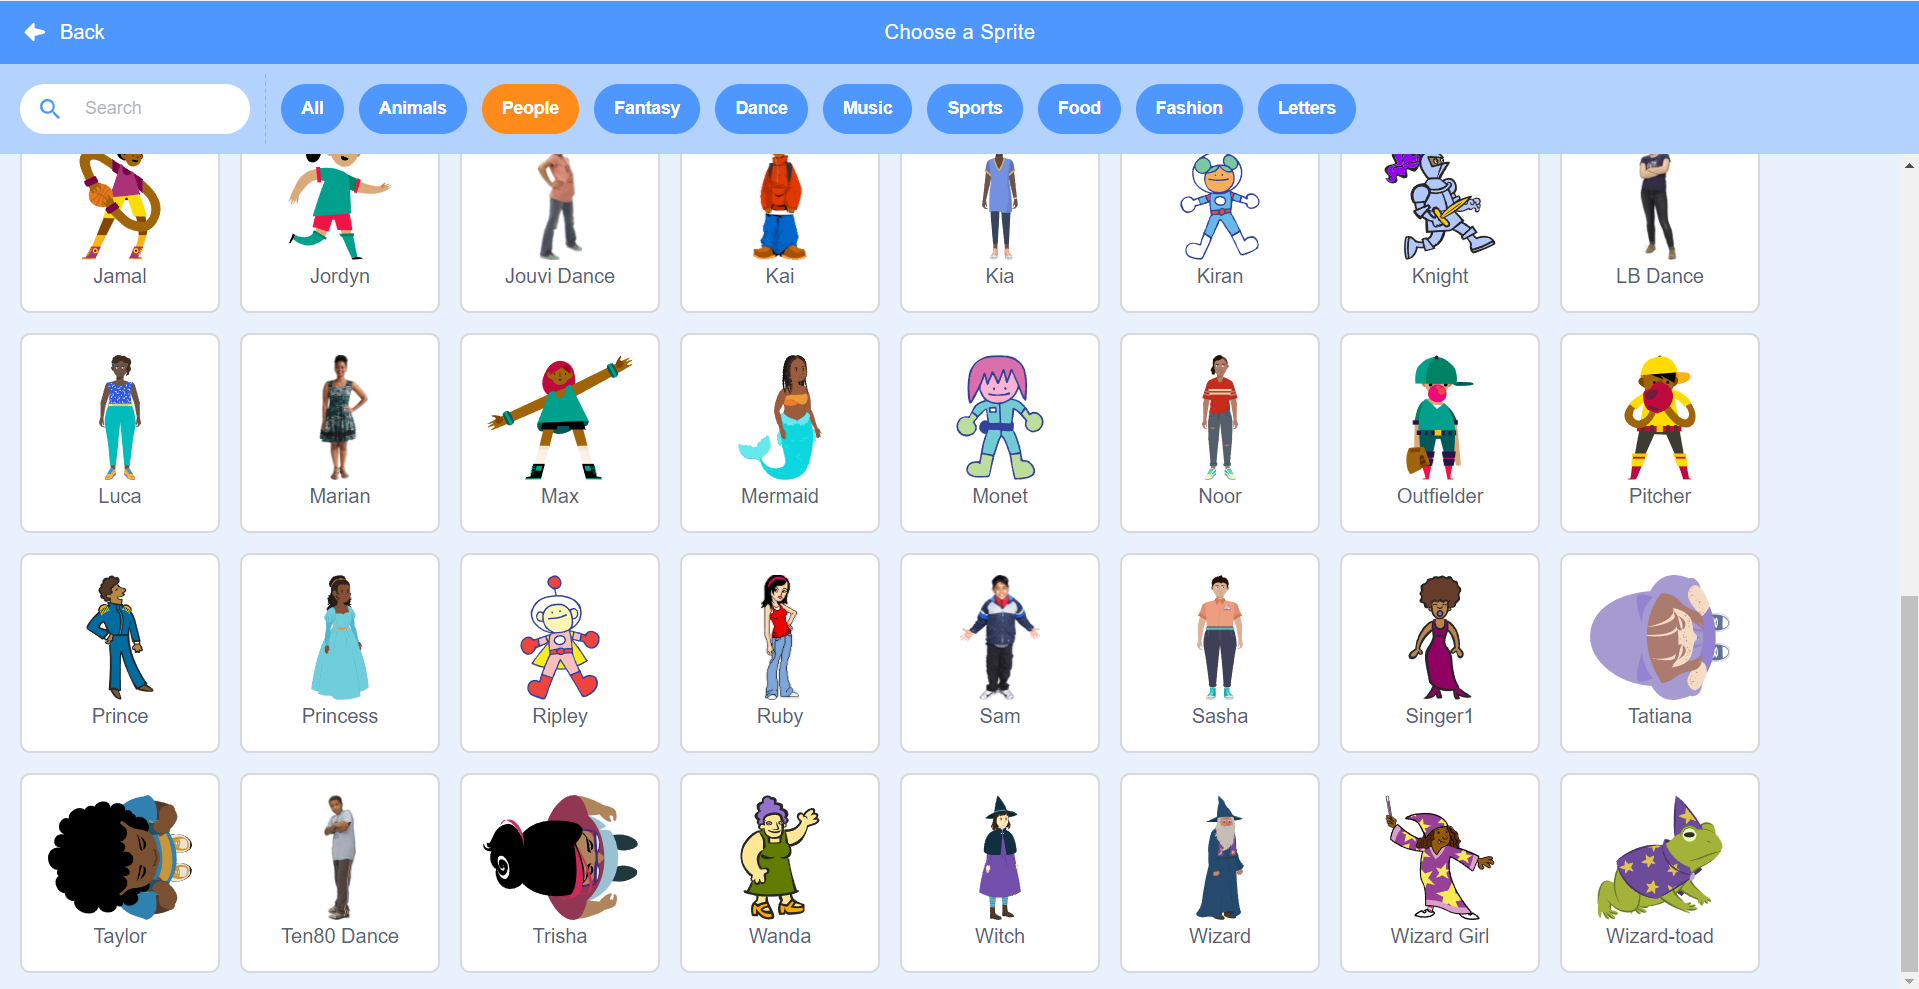 Back
Choose a Sprite
Search
All
Animals
People
Fantasy
Dance
Music
Sports
Food
Fashion
Letters
Jamal
Jordyn
Jouvi Dance
Kai
Kia
Kiran
Knight
LB Dance
Luca
Marian
Max
Mermaid
Monet
Noor
Outfielder
Pitcher
Prince
Princess
Ripley
Ruby
Sam
Sasha
Singer1
Tatiana
Taylor
Ten80 Dance
Trisha
Wanda
Witch
Wizard
Wizard Girl
Wizard-toad